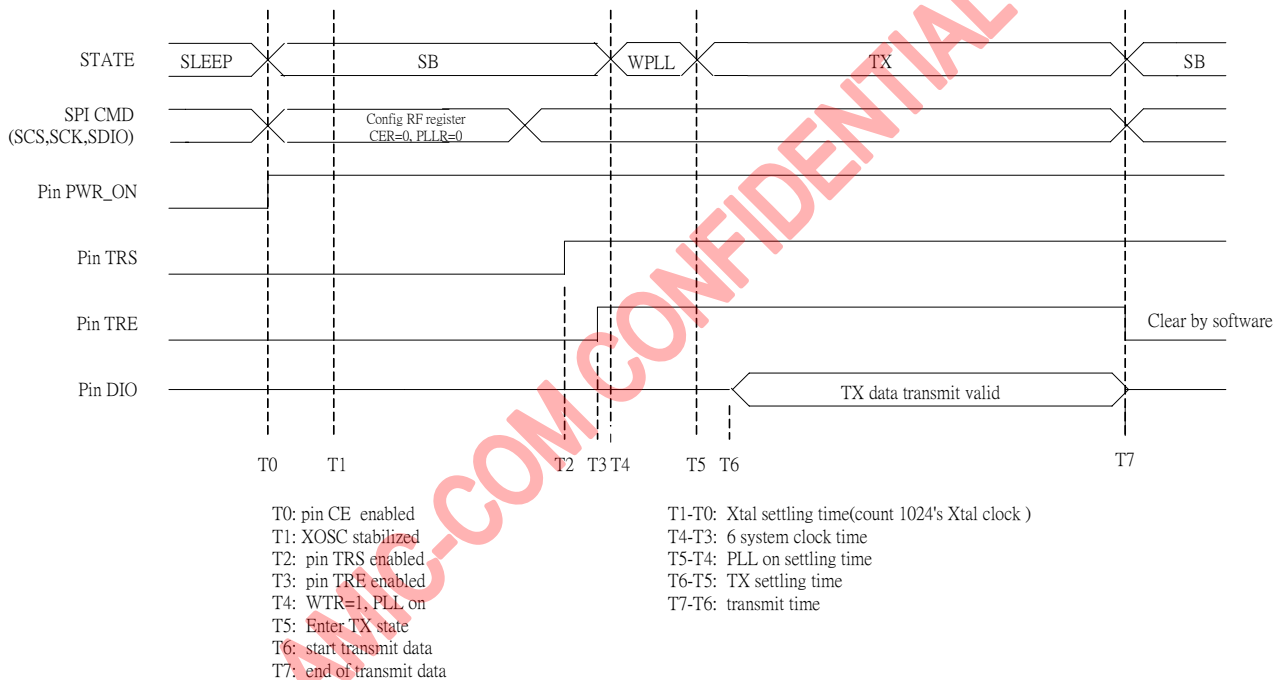 STATE SLEEP SB WPLL TX SB
SPI CMD
(SCS,SCK,SDIO)
Config RF register
CER=0, PLLR=0
Pin PWR_ON
Pin TRS
Pin TRE
Clear by software
Pin DIO TX data transmit valid
T0 T1 T2 T3 T4 T5 T6 T7
T0: pin CE enabled
T1: XOSC stabilized
T2: pin TRS enabled
T3: pin TRE enabled
T4: WTR=1, PLL on
T5: Enter TX state
T6: start transmit data
T7: end of transmit data
T1-T0: Xtal settling time(count 1024's Xtal clock )
T4-T3: 6 system clock time
T5-T4: PLL on settling time
T6-T5: TX settling time
T7-T6: transmit time
AMIC-COM CONFIDENTIAL